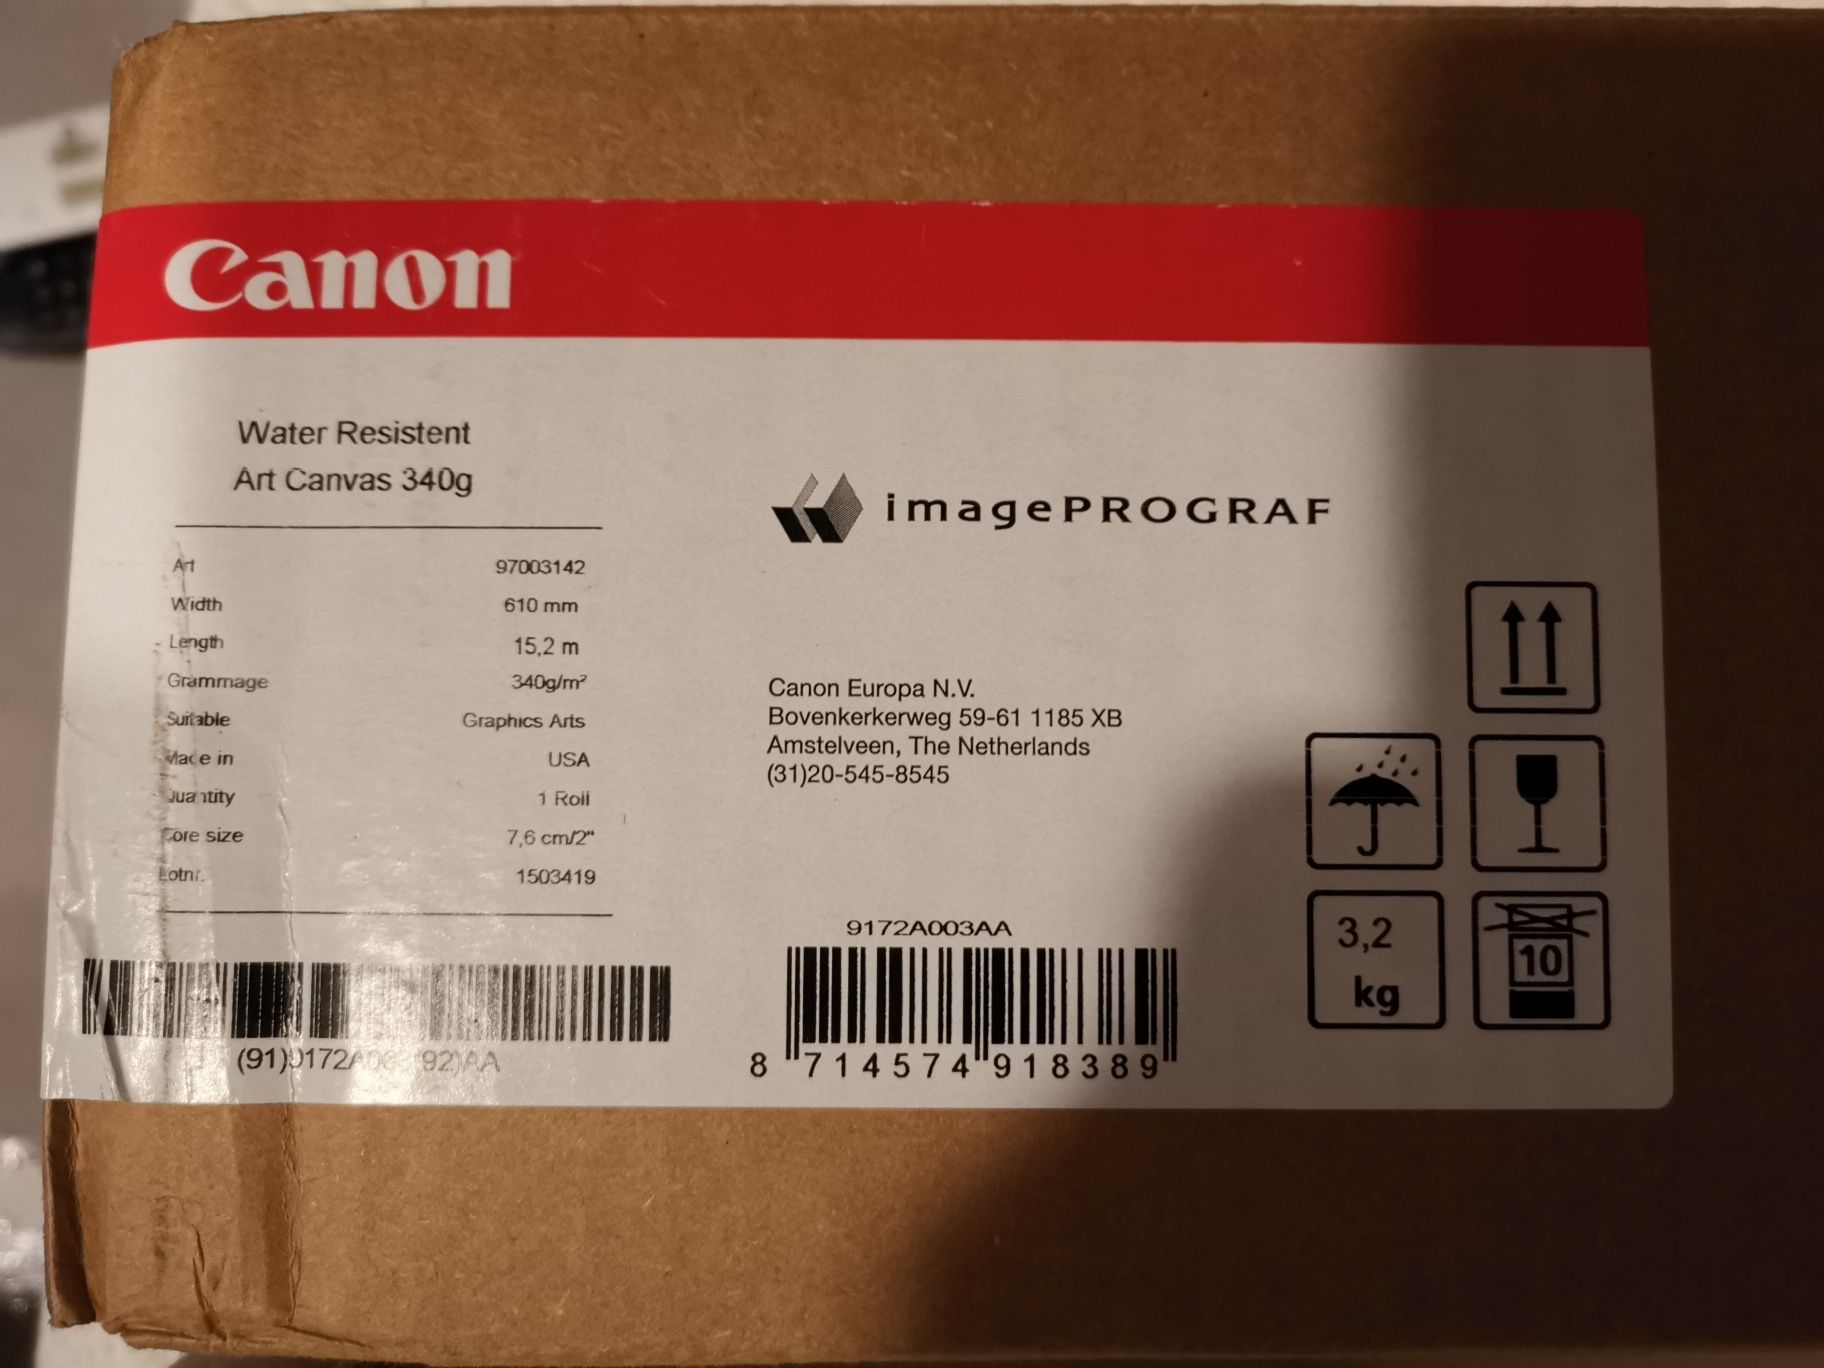 Canon
Water Resistent
Art Canvas 340g
Art 97003142
Width 610 mm
Length 15,2 m
Grammage 340g/m²
Suitable Graphics Arts
Made in USA
Quantity 1 Roll
Core size 7,6 cm/2"
Lotnr. 1503419
imagePROGRAF
Canon Europa N.V.
Bovenkerkerweg 59-61 1185 XB
Amstelveen, The Netherlands
(31)20-545-8545
9172A003AA
8 714574 918389
3,2
kg
10